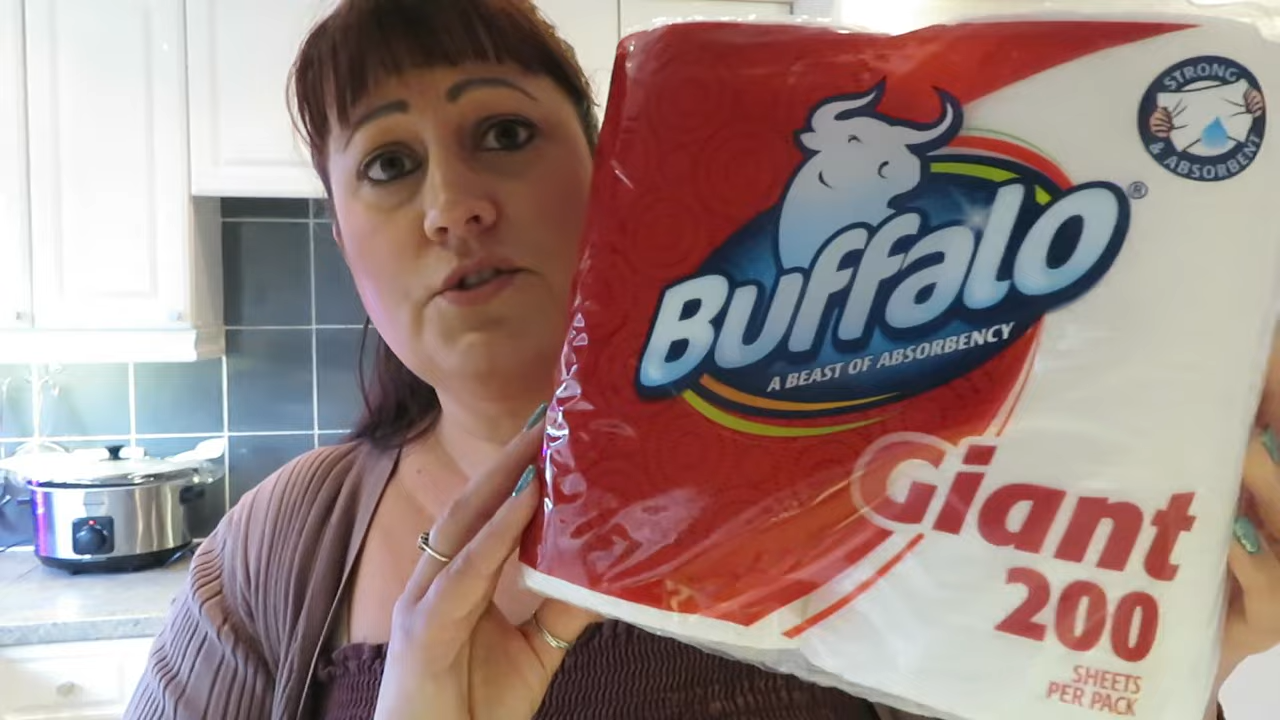 STRONG
& ABSORBENT
Buffalo®
A BEAST OF ABSORBENCY
Giant
200
SHEETS
PER PACK